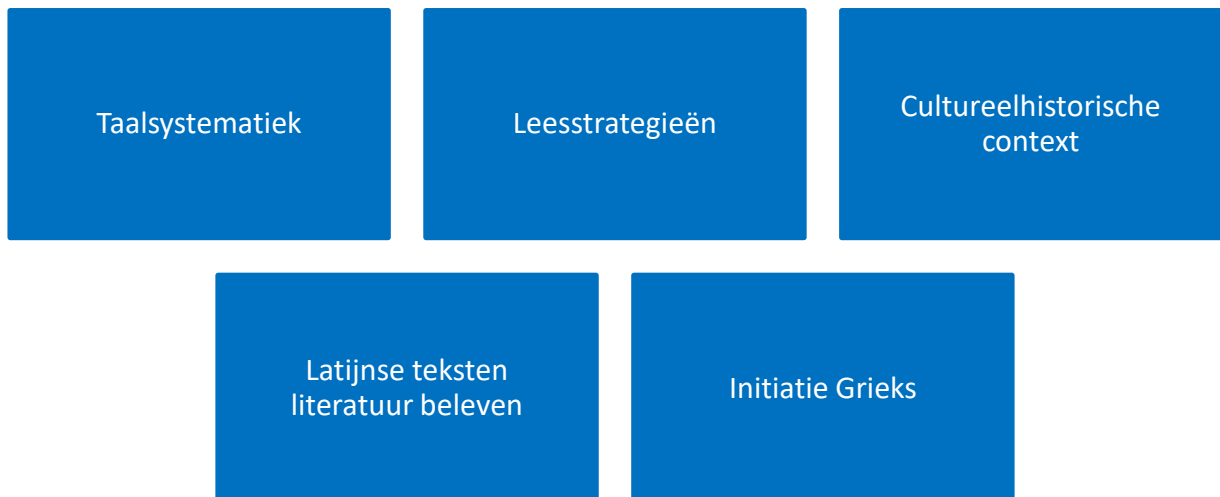 Taalsystematiek
Leesstrategieën
Cultureelhistorische
context
Latijnse teksten
literatuur beleven
Initiatie Grieks